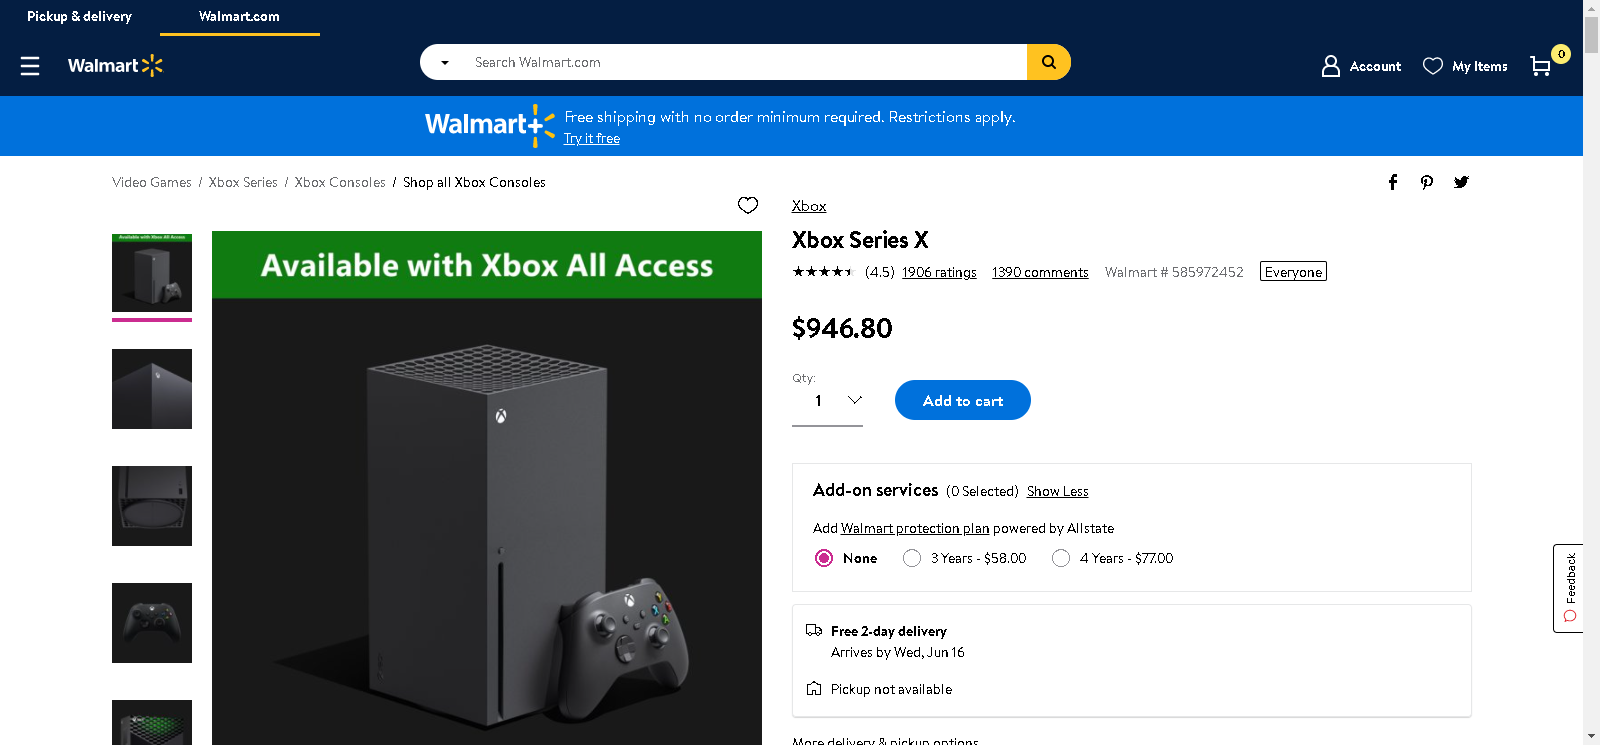 Pickup & delivery
Walmart.com
Walmart
Search Walmart.com
Account
My Items
0
Walmart+
Free shipping with no order minimum required. Restrictions apply.
Try it free
Video Games / Xbox Series / Xbox Consoles / Shop all Xbox Consoles
Xbox
Xbox Series X
(4.5) 1906 ratings 1390 comments Walmart # 585972452 Everyone
Available with Xbox All Access
Available with Xbox All Access
$946.80
Qty:
1
Add to cart
Add-on services (0 Selected) Show Less
Add Walmart protection plan powered by Allstate
None 3 Years - $58.00 4 Years - $77.00
Feedback
Free 2-day delivery
Arrives by Wed, Jun 16
Pickup not available
More delivery & pickup options